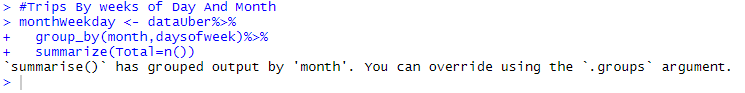 > #Trips By weeks of Day And Month
> monthWeekday <- dataUber%>%
+   group_by(month,daysofweek)%>%
+   summarize(Total=n())
`summarise()` has grouped output by 'month'. You can override using the `.groups` argument.
>